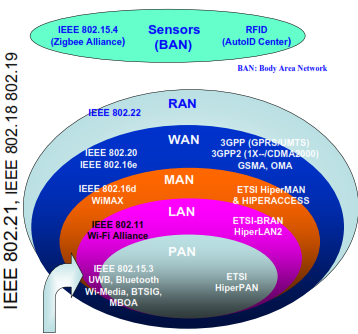 IEEE 802.15.4
(Zigbee Alliance)
Sensors
(BAN)
RFID
(AutoID Center)
BAN: Body Area Network
IEEE 802.21, IEEE 802.18 802.19
RAN
IEEE 802.22
WAN
IEEE 802.20
IEEE 802.16e
3GPP (GPRS/UMTS)
3GPP2 (1X--/CDMA2000)
GSMA, OMA
MAN
IEEE 802.16d
WiMAX
ETSI HiperMAN
& HIPERACCESS
LAN
IEEE 802.11
Wi-Fi Alliance
ETSI-BRAN
HiperLAN2
PAN
IEEE 802.15.3
UWB, Bluetooth
Wi-Media, BTSIG,
MBOA
ETSI
HiperPAN